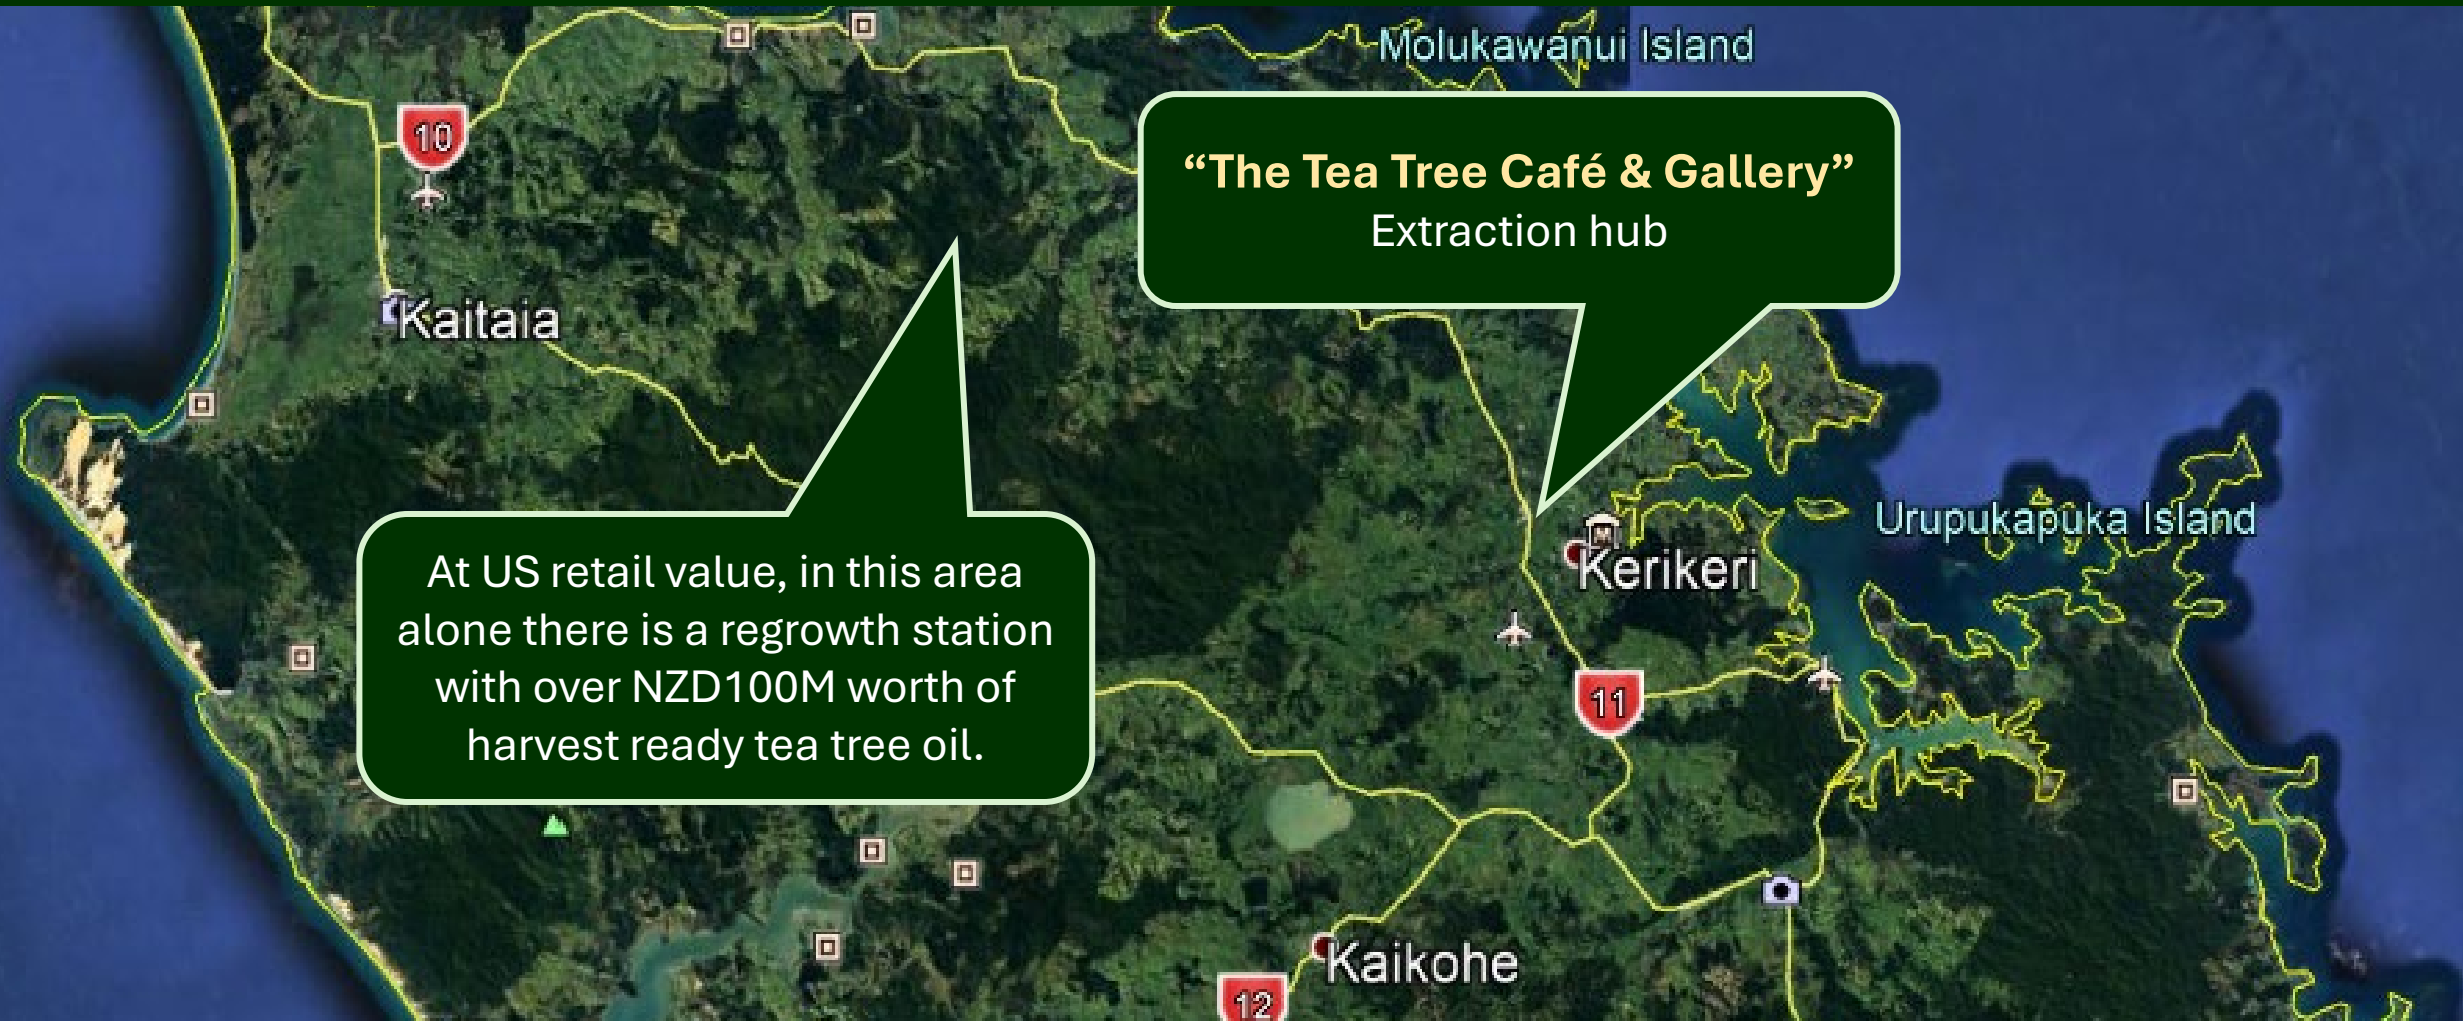 Molukawanui Island
10
“The Tea Tree Café & Gallery”
Extraction hub
Kaitaia
Urupukapuka Island
Kerikeri
At US retail value, in this area
alone there is a regrowth station
with over NZD100M worth of
harvest ready tea tree oil.
11
Kaikohe
12